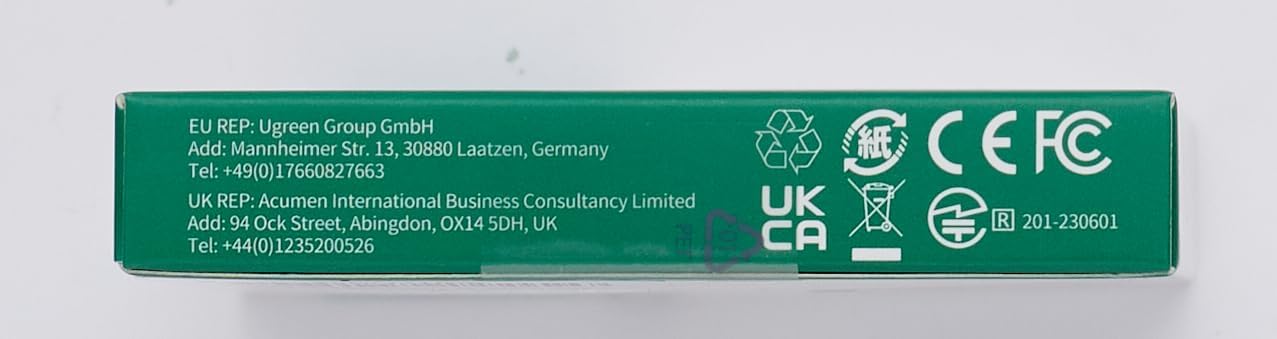 EU REP: Ugreen Group GmbH
Add: Mannheimer Str. 13, 30880 Laatzen, Germany
Tel: +49(0)17660827663
UK REP: Acumen International Business Consultancy Limited
Add: 94 Ock Street, Abingdon, OX14 5DH, UK
Tel: +44(0)1235200526
紙
CE FC
UK
CA
R 201-230601